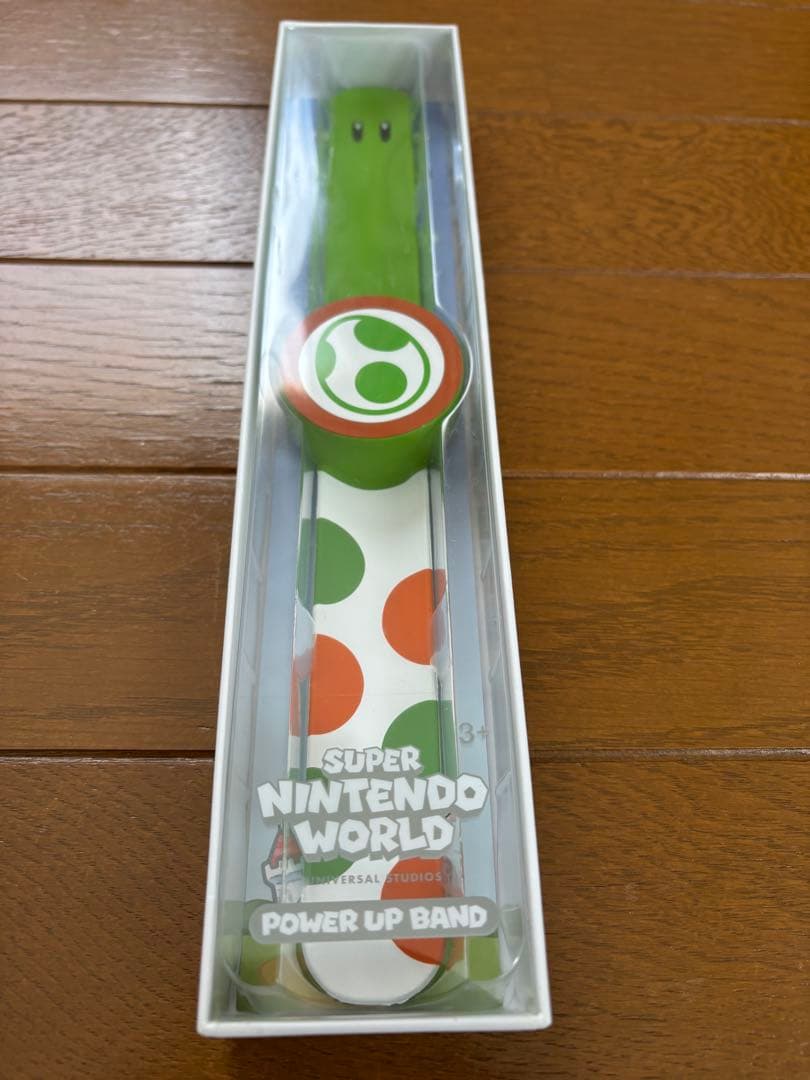 3+
SUPER
NINTENDO
WORLD
UNIVERSAL STUDIOS
POWER UP BAND